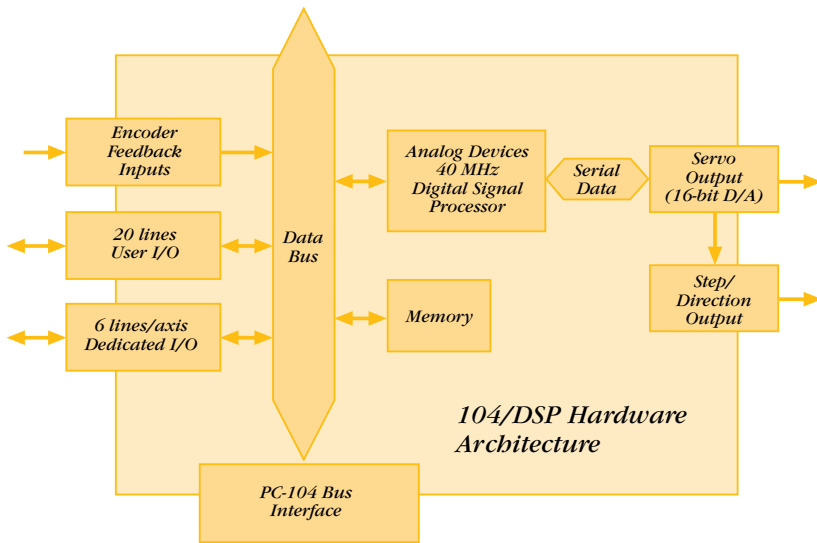 Encoder
Feedback
Inputs
20 lines
User I/O
6 lines/axis
Dedicated I/O
Data
Bus
Analog Devices
40 MHz
Digital Signal
Processor
Serial
Data
Servo
Output
(16-bit D/A)
Step/
Direction
Output
Memory
104/DSP Hardware
Architecture
PC-104 Bus
Interface